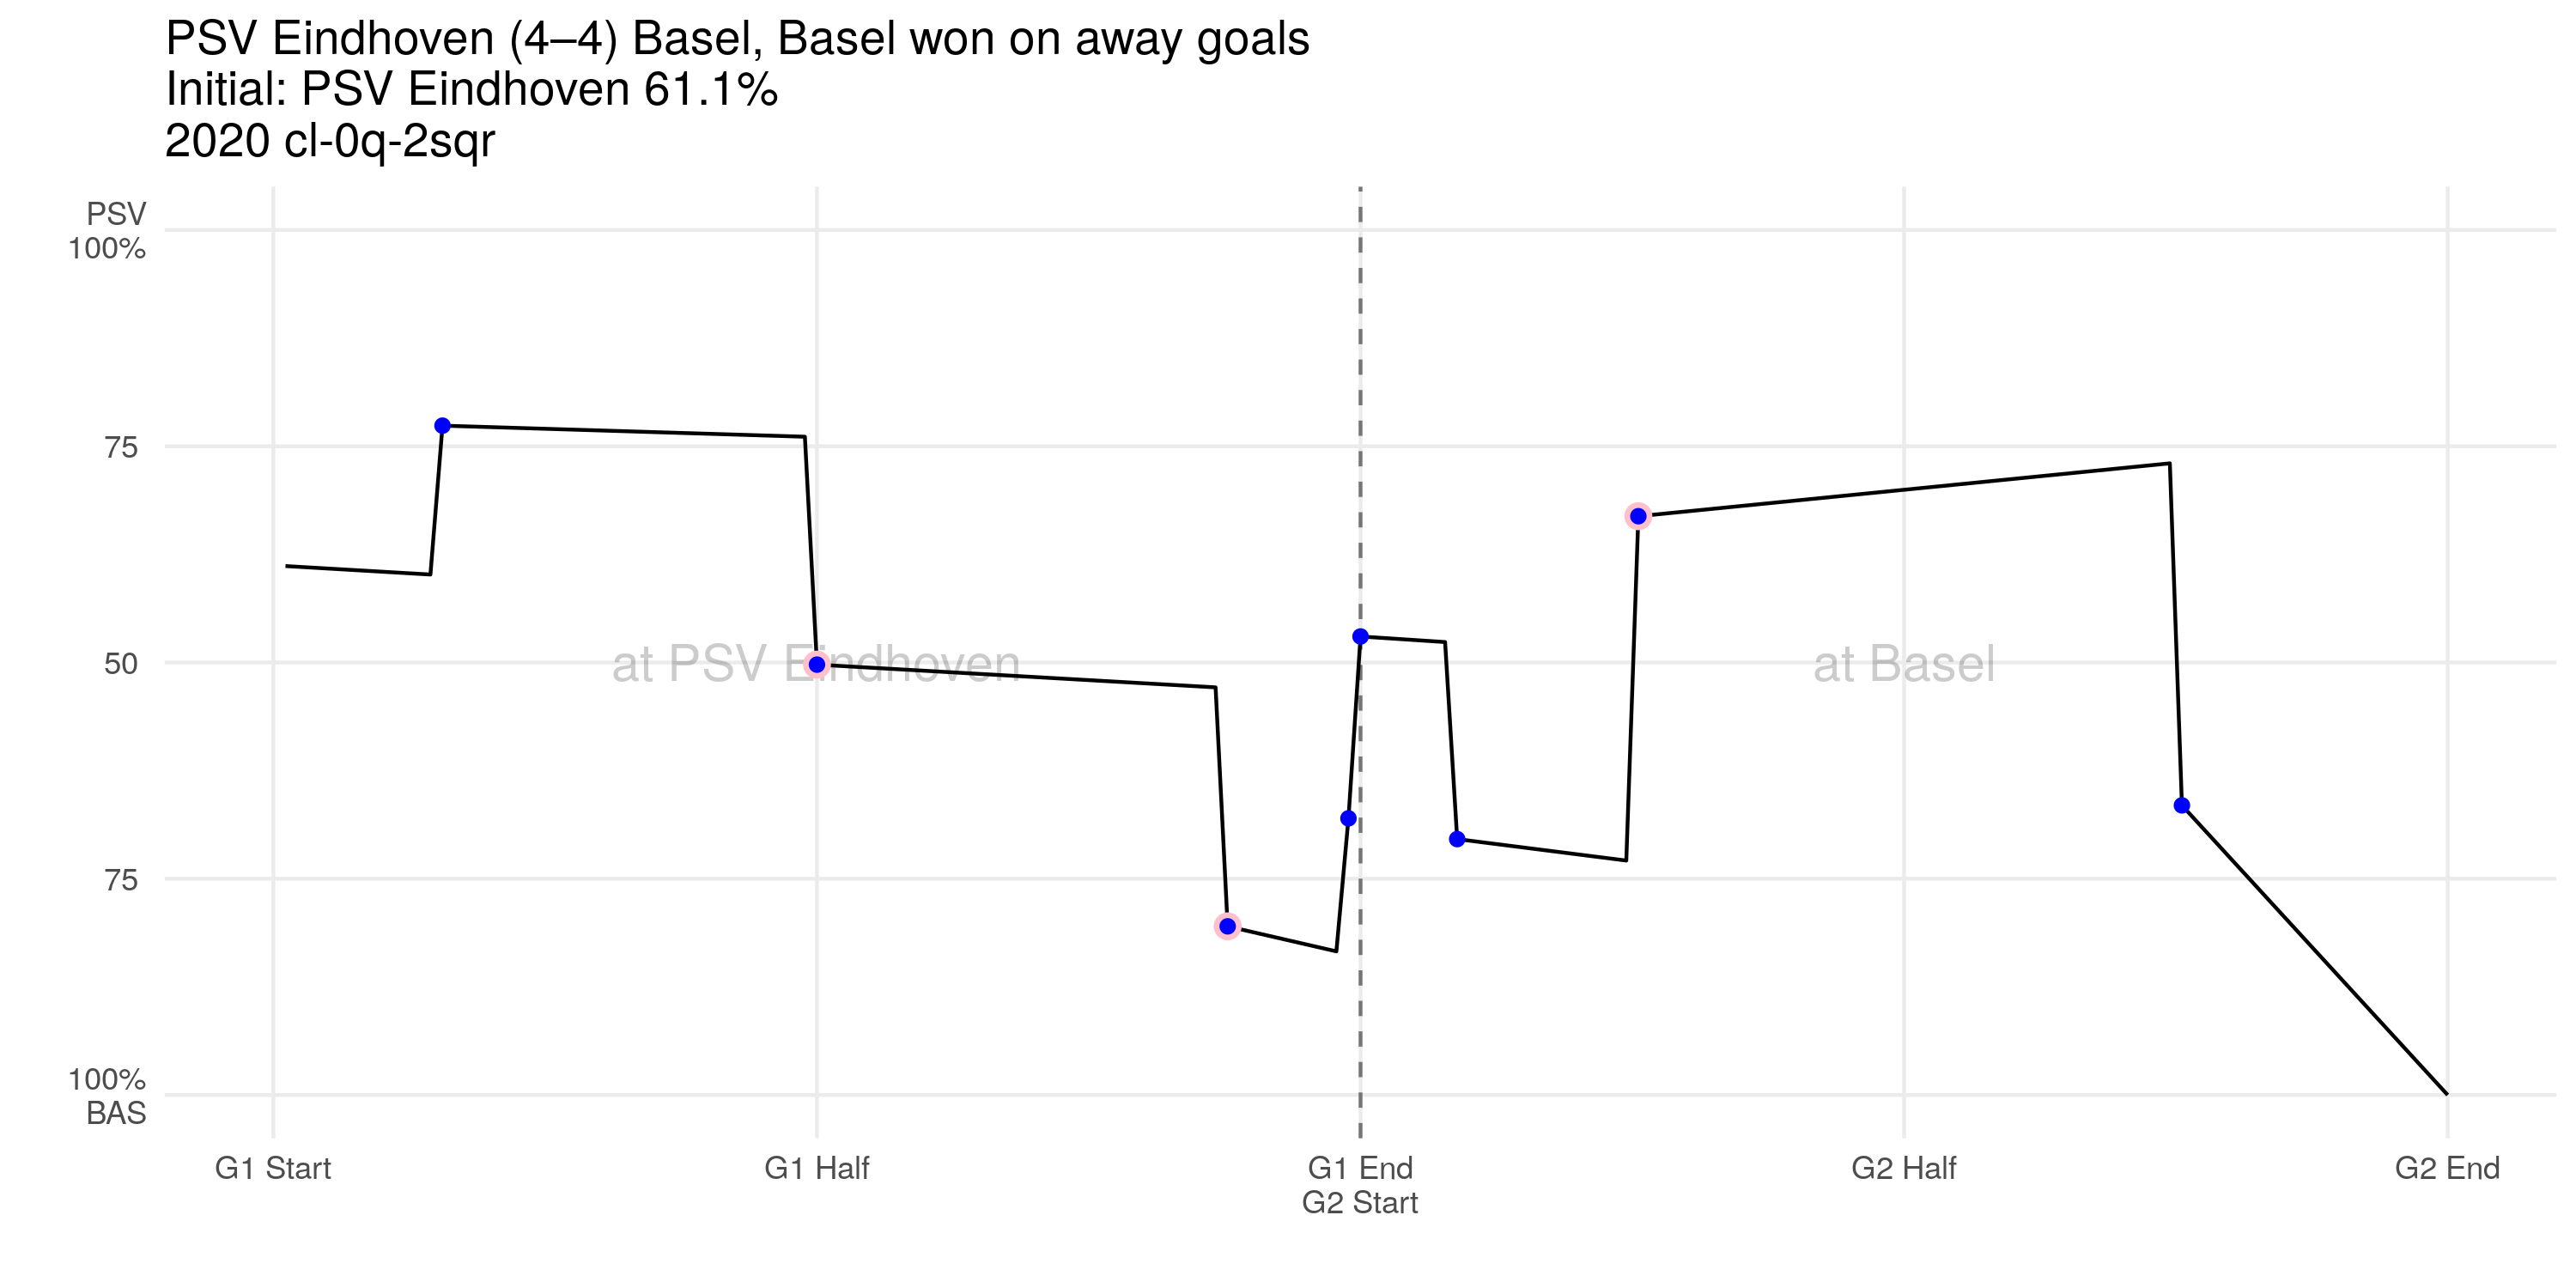 PSV Eindhoven (4–4) Basel, Basel won on away goals
Initial: PSV Eindhoven 61.1%
2020 cl-0q-2sqr
PSV
100%
75
50
75
100%
BAS
at PSV Eindhoven
at Basel
G1 Start
G1 Half
G1 End
G2 Start
G2 Half
G2 End